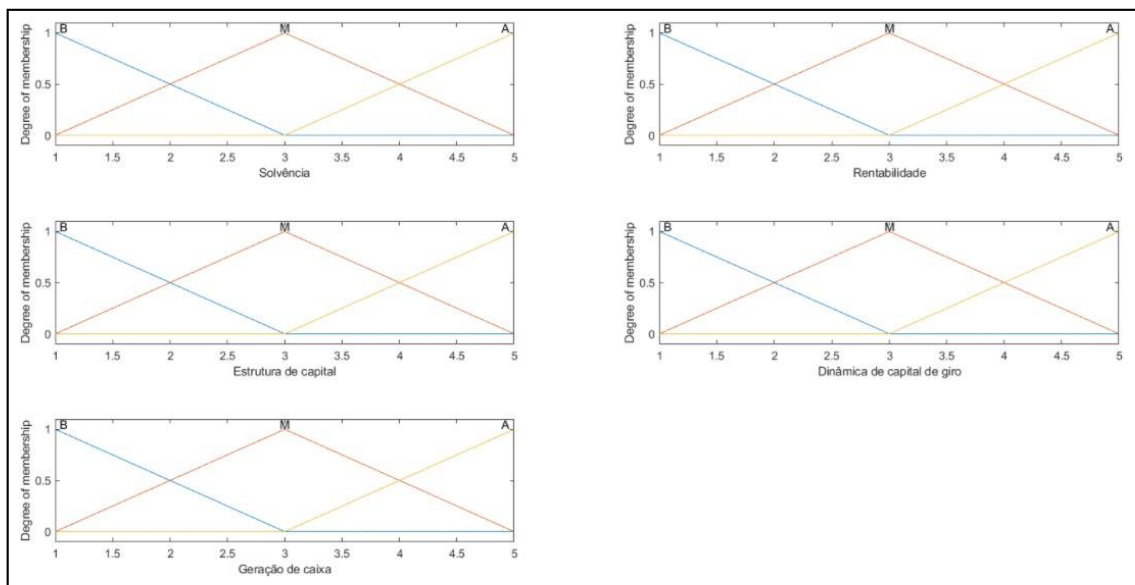 B M A
Degree of membership
1
0.5
0
1 1.5 2 2.5 3 3.5 4 4.5 5
Solvência
B M A
Degree of membership
1
0.5
0
1 1.5 2 2.5 3 3.5 4 4.5 5
Rentabilidade
B M A
Degree of membership
1
0.5
0
1 1.5 2 2.5 3 3.5 4 4.5 5
Estrutura de capital
B M A
Degree of membership
1
0.5
0
1 1.5 2 2.5 3 3.5 4 4.5 5
Dinâmica de capital de giro
B M A
Degree of membership
1
0.5
0
1 1.5 2 2.5 3 3.5 4 4.5 5
Geração de caixa